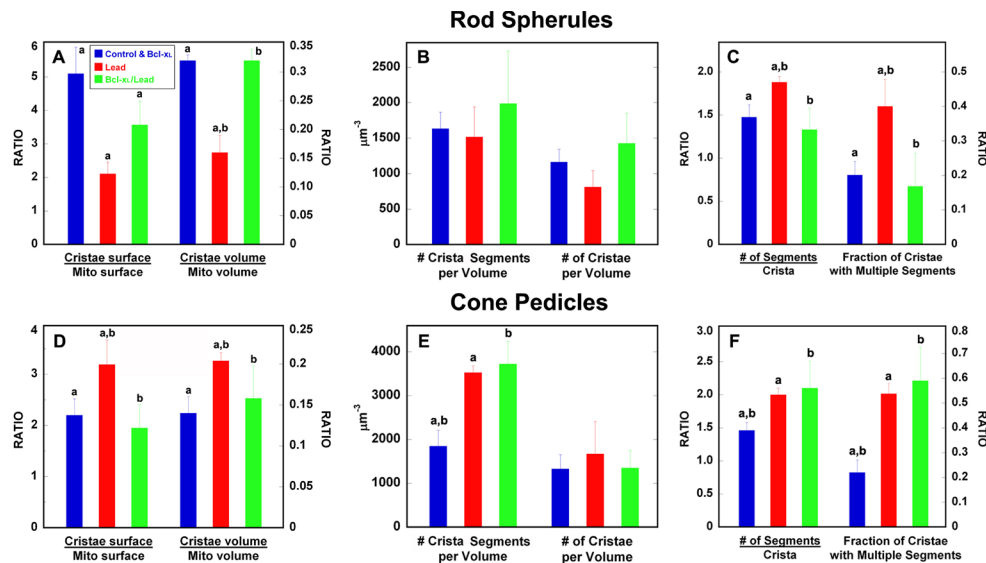 Rod Spherules
A
Control & Bcl-xL
Lead
Bcl-xL/Lead
a
a
a
a
a,b
b
6
5
4
3
2
1
0
RATIO
0.35
0.30
0.25
0.20
0.15
0.10
0.05
0
RATIO
Cristae surface
Mito surface
Cristae volume
Mito volume
B
2500
2000
1500
1000
500
0
µm-3
# Crista Segments
per Volume
# of Cristae
per Volume
C
a
a,b
b
a
a,b
b
2.0
1.5
1.0
0.5
0.0
RATIO
0.5
0.4
0.3
0.2
0.1
0
RATIO
# of Segments
Crista
Fraction of Cristae
with Multiple Segments
Cone Pedicles
D
a
a,b
b
a
a,b
b
4
3
2
1
0
RATIO
0.25
0.2
0.15
0.1
0.05
0
RATIO
Cristae surface
Mito surface
Cristae volume
Mito volume
E
a,b
a
b
4000
3000
2000
1000
0
µm-3
# Crista Segments
per Volume
# of Cristae
per Volume
F
a,b
a
b
a,b
a
b
3.0
2.5
2.0
1.5
1.0
0.5
0.0
RATIO
0.8
0.7
0.6
0.5
0.4
0.3
0.2
0.1
0
RATIO
# of Segments
Crista
Fraction of Cristae
with Multiple Segments